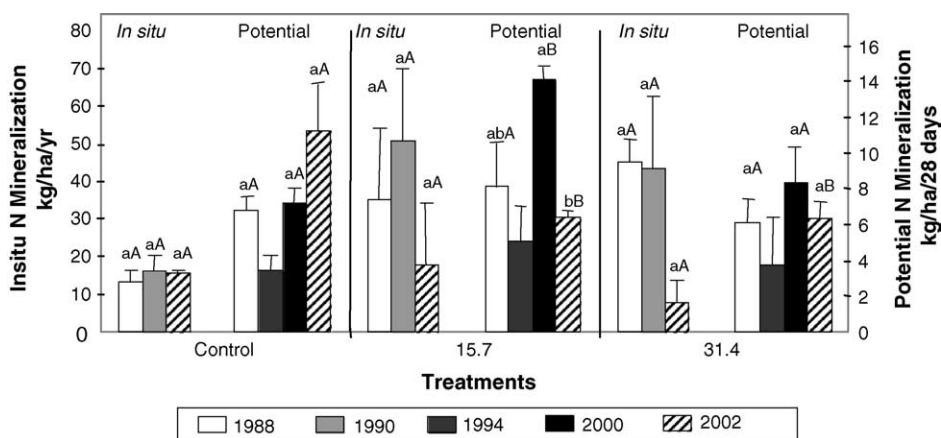 In situ Potential In situ Potential In situ Potential
80
70
60
50
40
30
20
10
0
16
14
12
10
8
6
4
2
0
Insitu N Mineralization
kg/ha/yr
Potential N Mineralization
kg/ha/28 days
aA aA aA aA aA aA
aA aA aA abA aB bB
aA aA aA aA aA aB
Control 15.7 31.4
Treatments
1988 1990 1994 2000 2002